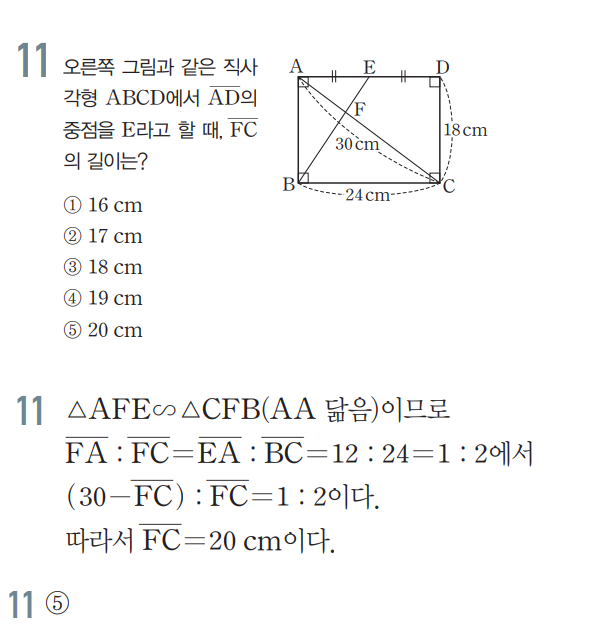 11
오른쪽 그림과 같은 직사
각형 ABCD에서 AD의
중점을 E라고 할 때, FC
의 길이는?
① 16 cm
② 17 cm
③ 18 cm
④ 19 cm
⑤ 20 cm
A
E
D
F
18 cm
30 cm
B
24 cm
C
11 △AFE∽△CFB(AA 닮음)이므로
FA : FC=EA : BC=12 : 24=1 : 2에서
(30-FC) : FC=1 : 2이다.
따라서 FC=20 cm이다.
11 ⑤